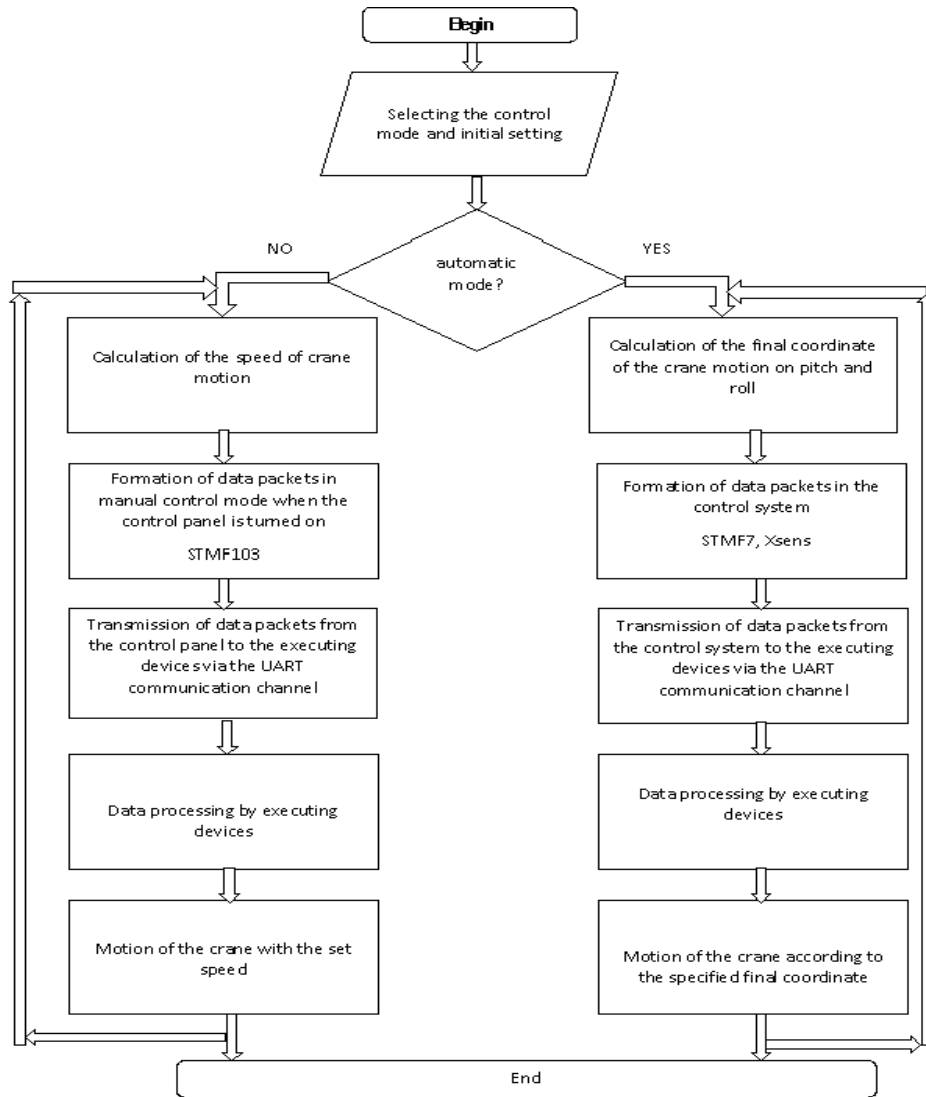 Begin
Selecting the control
mode and initial setting
NO
YES
automatic
mode?
Calculation of the speed of crane
motion
Formation of data packets in
manual control mode when the
control panel is turned on
STMF103
Transmission of data packets from
the control panel to the executing
devices via the UART
communication channel
Data processing by executing
devices
Motion of the crane with the set
speed
Calculation of the final coordinate
of the crane motion on pitch and
roll
Formation of data packets in the
control system
STMF7, Xsens
Transmission of data packets from
the control system to the executing
devices via the UART
communication channel
Data processing by executing
devices
Motion of the crane according to
the specified final coordinate
End